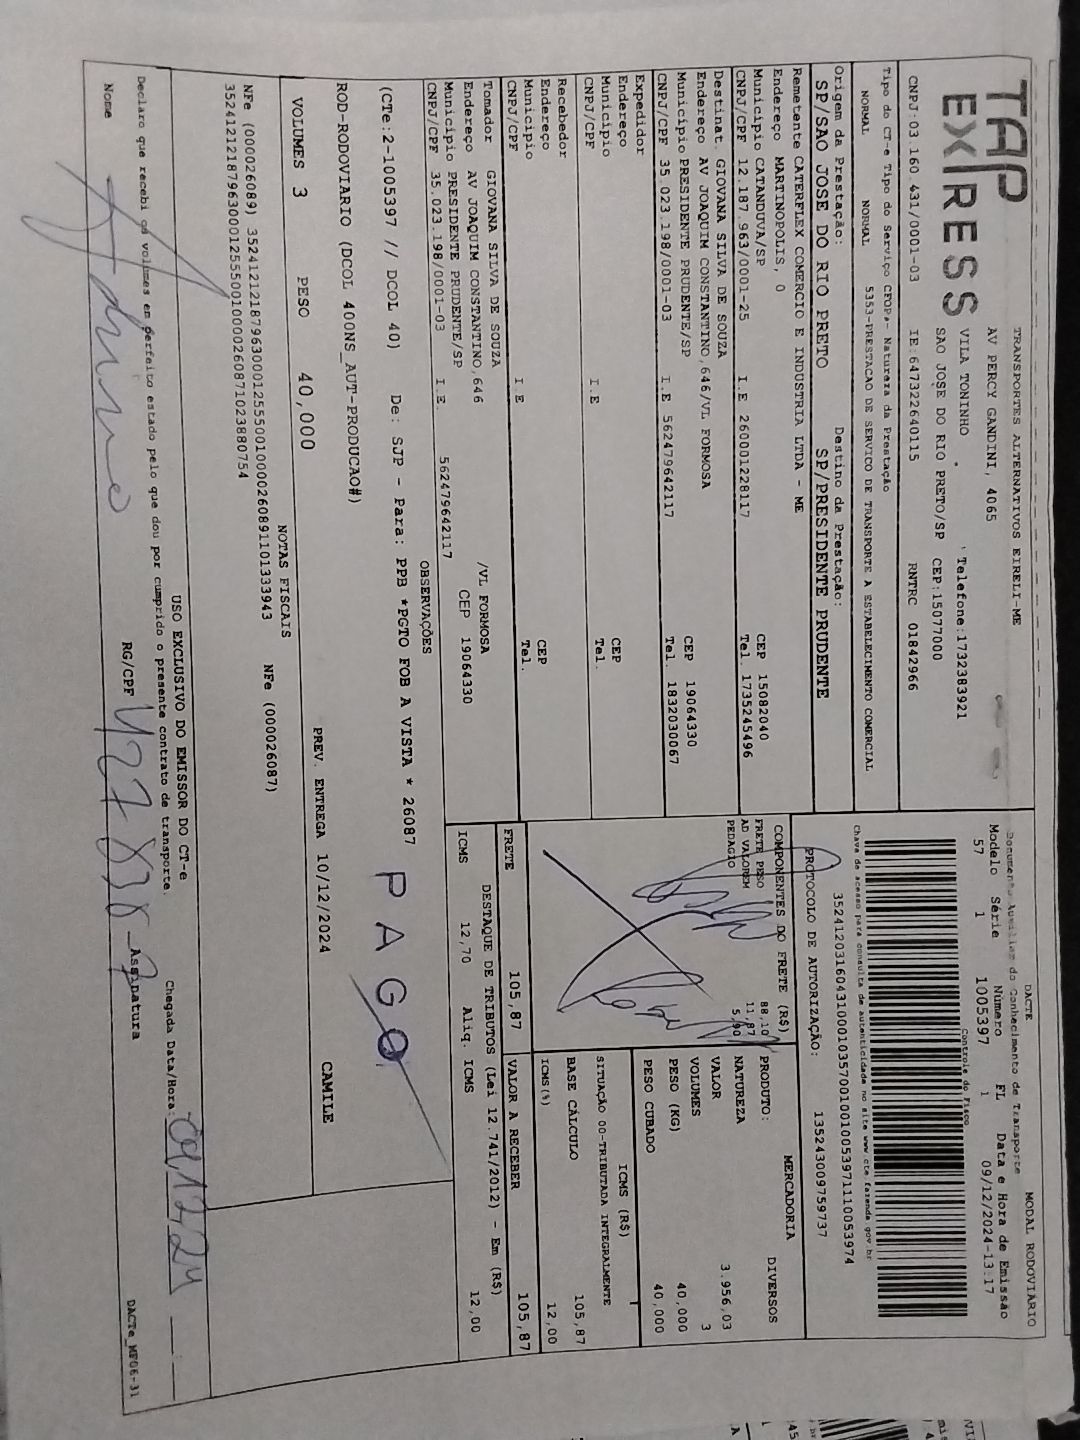 TAP
EXPRESS
TRANSPORTES ALTERNATIVOS EIRELI-ME
AV PERCY GANDINI, 4065
VILA TONINHO Telefone:1732383921
SAO JOSE DO RIO PRETO/SP CEP:15077000
CNPJ:03.160.431/0001-03 IE:647322640115 RNTRC 01842966
DACTE MODAL RODOVIARIO
Documento Auxiliar do Conhecimento de Transporte
Modelo Série Número FL Data e Hora de Emissão
57 1 1005397 1 09/12/2024-13:17
Controle do Fisco
Chave de acesso para consulta de autenticidade no site www.cte.fazenda.gov.br
PROTOCOLO DE AUTORIZAÇÃO: 135243009759737
Tipo do CT-e Tipo do Serviço CFOP - Natureza da Prestação
NORMAL NORMAL 5353-PRESTACAO DE SERVICO DE TRANSPORTE A ESTABELECIMENTO COMERCIAL
Origem da Prestação: Destino da Prestação:
SP/SAO JOSE DO RIO PRETO SP/PRESIDENTE PRUDENTE
Remetente CATERFLEX COMERCIO E INDUSTRIA LTDA - ME
Endereço MARTINOPOLIS, 0
Município CATANDUVA/SP CEP 15082040
CNPJ/CPF 12.187.963/0001-25 I.E 260001228117 Tel. 1735245496
Destinat. GIOVANA SILVA DE SOUZA
Endereço AV JOAQUIM CONSTANTINO,646/VL FORMOSA
Município PRESIDENTE PRUDENTE/SP CEP 19064330
CNPJ/CPF 35.023.198/0001-03 I.E 562479642117 Tel. 1832030067
Expedidor
Endereço
Município CEP
CNPJ/CPF I.E Tel.
Recebedor
Endereço
Município CEP
CNPJ/CPF I.E Tel.
Tomador GIOVANA SILVA DE SOUZA
Endereço AV JOAQUIM CONSTANTINO,646 /VL FORMOSA
Município PRESIDENTE PRUDENTE/SP CEP 19064330
CNPJ/CPF 35.023.198/0001-03 I.E 562479642117
COMPONENTES DO FRETE (R$)
FRETE PESO 88,10
AD VALOREM 11,87
PEDAGIO 5,90
MERCADORIA
PRODUTO: DIVERSOS
NATUREZA
VALOR 3.956,03
VOLUMES 3
PESO (KG) 40,000
PESO CUBADO 40,000
ICMS (R$)
SITUAÇÃO 00-TRIBUTADA INTEGRALMENTE
BASE CÁLCULO 105,87
ICMS(%) 12,00
FRETE 105,87 VALOR A RECEBER 105,87
DESTAQUE DE TRIBUTOS (Lei 12.741/2012) - Em (R$)
ICMS 12,70 Aliq. ICMS 12,00
OBSERVAÇÕES
(CTe:2-1005397 // DCOL 40) De: SJP - Para: PPB *PGTO FOB A VISTA * 26087
PAGO
ROD-RODOVIARIO (DCOL 400NS_AUT-PRODUCAO#)
VOLUMES 3 PESO 40,000 PREV. ENTREGA 10/12/2024 CAMILE
NOTAS FISCAIS
NFe (000026089) NFe (000026087)
USO EXCLUSIVO DO EMISSOR DO CT-e
Declaro que recebi os volumes em perfeito estado pelo que dou por cumprido o presente contrato de transporte. Chegada Data/Hora: 09/12/24 __:__
Nome RG/CPF Assinatura
DACTe_MF06-31